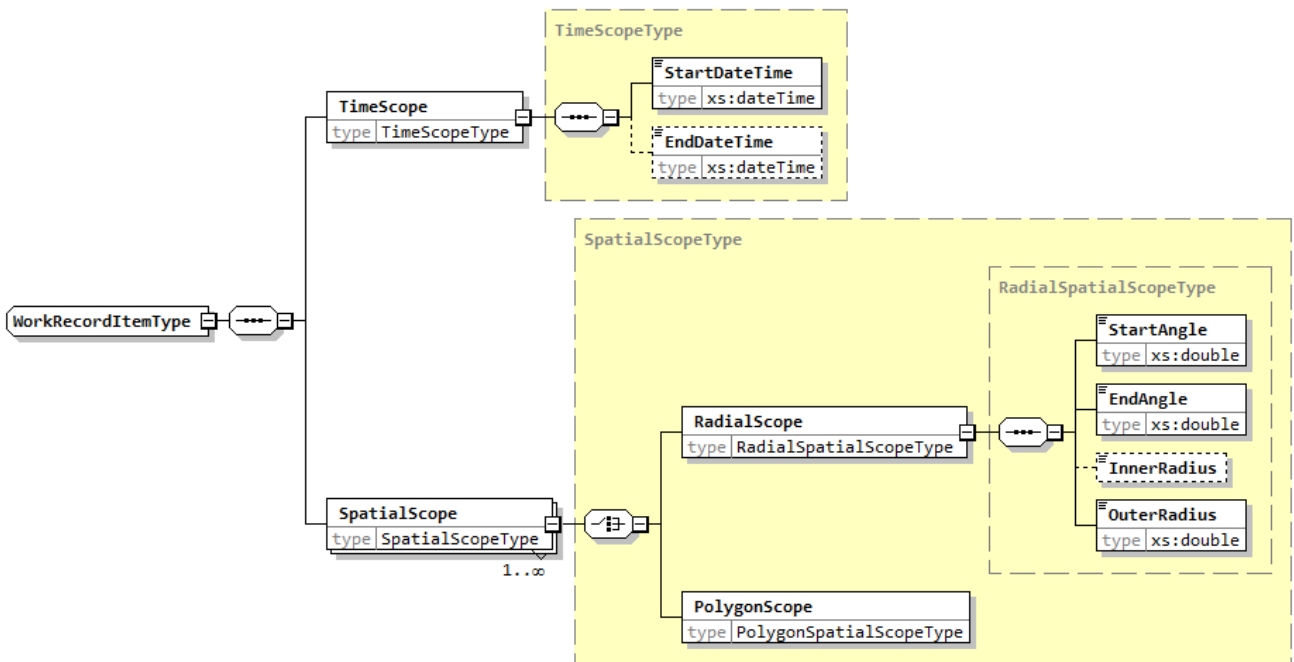 TimeScopeType
StartDateTime
type xs:dateTime
TimeScope
type TimeScopeType
EndDateTime
type xs:dateTime
SpatialScopeType
RadialSpatialScopeType
WorkRecordItemType
StartAngle
type xs:double
EndAngle
type xs:double
RadialScope
type RadialSpatialScopeType
InnerRadius
SpatialScope
type SpatialScopeType
1..∞
OuterRadius
type xs:double
PolygonScope
type PolygonSpatialScopeType